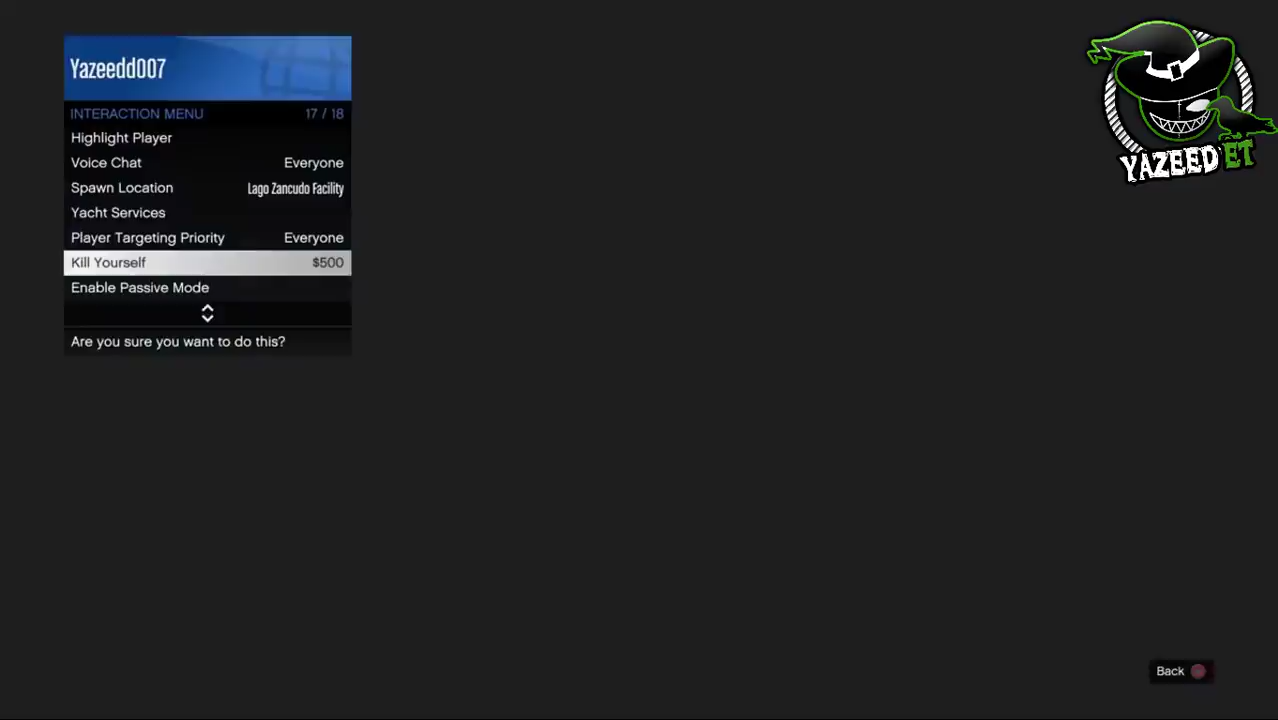 Yazeedd007
INTERACTION MENU 17 / 18
Highlight Player
Voice Chat Everyone
Spawn Location Lago Zancudo Facility
Yacht Services
Player Targeting Priority Everyone
Kill Yourself $500
Enable Passive Mode
Are you sure you want to do this?
YAZEED ET
Back